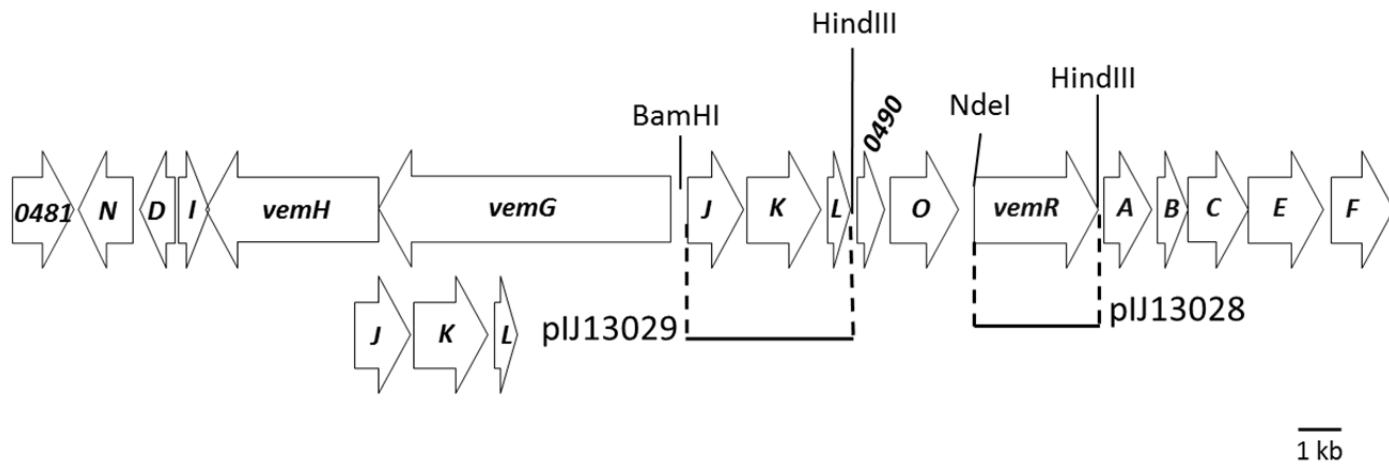 HindIII
HindIII
0490
NdeI
BamHI
0481 N D I vemH vemG J K L O vemR A B C E F
J K L pIJ13029 pIJ13028
1 kb